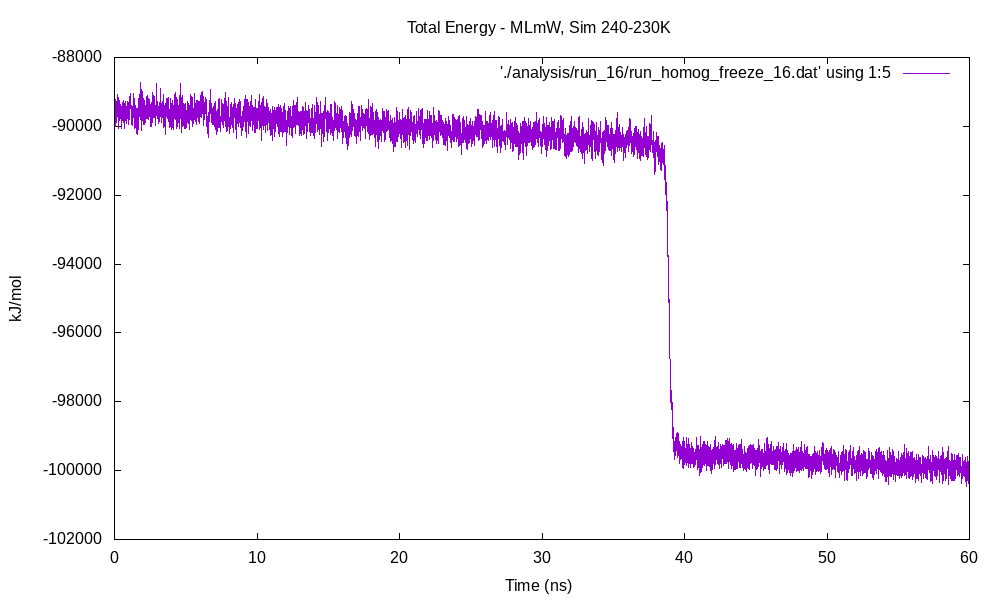 Total Energy - MLmW, Sim 240-230K
'./analysis/run_16/run_homog_freeze_16.dat' using 1:5
-88000
-90000
-92000
-94000
-96000
-98000
-100000
-102000
kJ/mol
0 10 20 30 40 50 60
Time (ns)